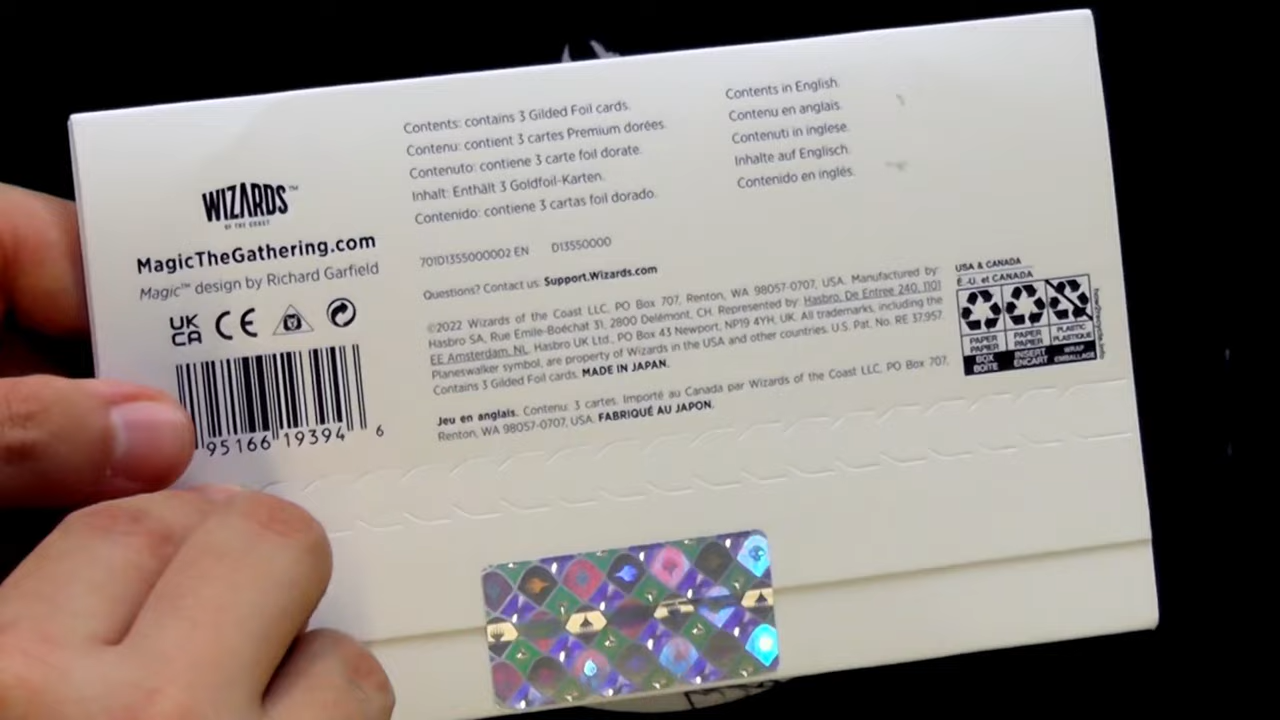 Contents: contains 3 Gilded Foil cards.
Contenu: contient 3 cartes Premium dorées.
Contenuto: contiene 3 carte foil dorate.
Inhalt: Enthält 3 Goldfoil-Karten.
Contenido: contiene 3 cartas foil dorado.
Contents in English.
Contenu en anglais.
Contenuti in inglese.
Inhalte auf Englisch.
Contenido en inglés.
WIZARDS™
OF THE COAST
MagicTheGathering.com
Magic™ design by Richard Garfield
UK
CA CE
95166 19394 6
701D1355000002 EN D13550000
Questions? Contact us: Support.Wizards.com
©2022 Wizards of the Coast LLC, PO Box 707, Renton, WA 98057-0707, USA. Manufactured by:
Hasbro SA, Rue Emile-Boéchat 31, 2800 Delémont, CH. Represented by: Hasbro, De Entree 240, 1101
EE Amsterdam, NL. Hasbro UK Ltd., PO Box 43 Newport, NP19 4YH, UK. All trademarks, including the
Planeswalker symbol, are property of Wizards in the USA and other countries. U.S. Pat. No. RE 37,957.
Contains 3 Gilded Foil cards. MADE IN JAPAN.
Jeu en anglais. Contenu: 3 cartes. Importé au Canada par Wizards of the Coast LLC, PO Box 707,
Renton, WA 98057-0707, USA. FABRIQUÉ AU JAPON.
USA & CANADA
É.-U. et CANADA
PAPER
PAPIER
BOX
BOÎTE
PAPER
PAPIER
INSERT
ENCART
PLASTIC
PLASTIQUE
WRAP
EMBALLAGE
how2recycle.info